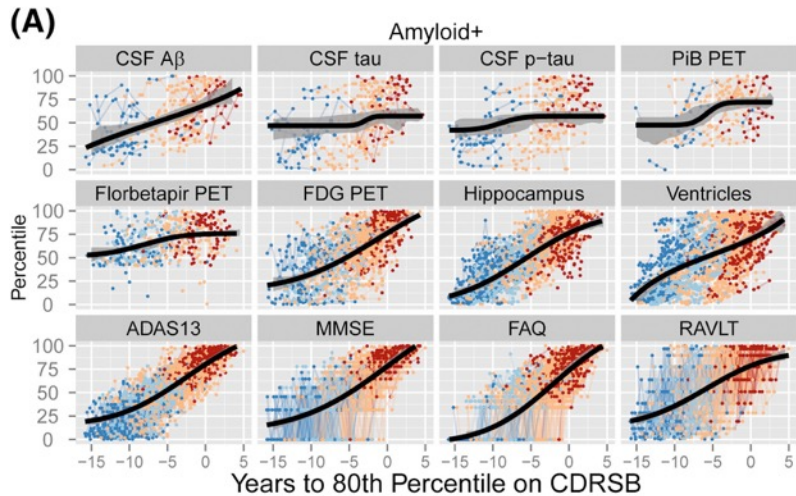 (A)
Amyloid+
CSF Aβ CSF tau CSF p-tau PiB PET
100
75
50
25
0
Florbetapir PET FDG PET Hippocampus Ventricles
100
75
50
25
0
ADAS13 MMSE FAQ RAVLT
100
75
50
25
0
Percentile
-15 -10 -5 0 5 -15 -10 -5 0 5 -15 -10 -5 0 5 -15 -10 -5 0 5
Years to 80th Percentile on CDRSB